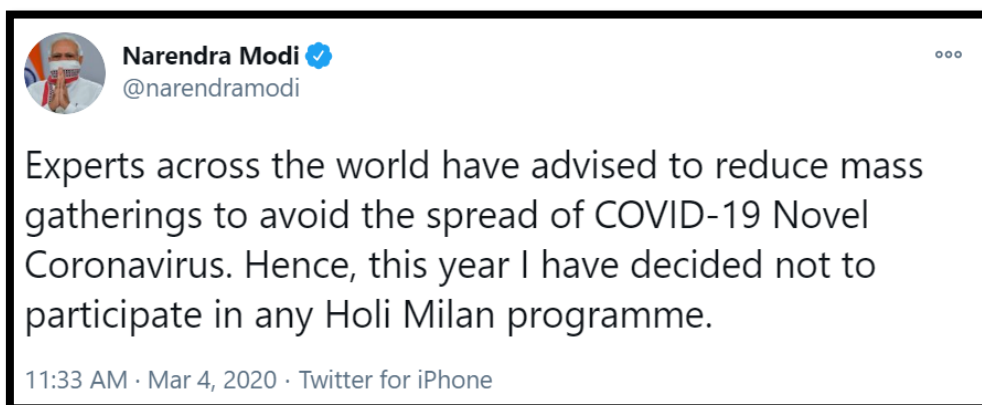 Narendra Modi
@narendramodi
Experts across the world have advised to reduce mass
gatherings to avoid the spread of COVID-19 Novel
Coronavirus. Hence, this year I have decided not to
participate in any Holi Milan programme.
11:33 AM · Mar 4, 2020 · Twitter for iPhone